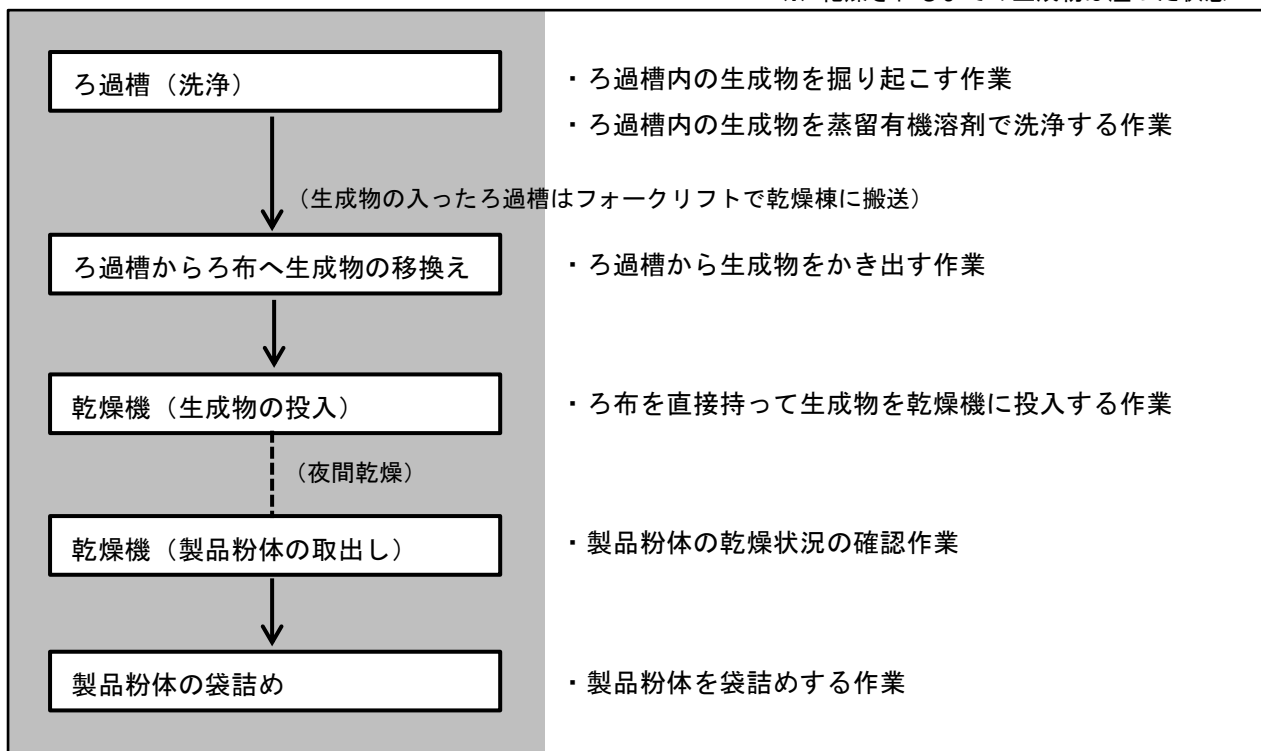 ろ過槽（洗浄）
・ろ過槽内の生成物を掘り起こす作業
・ろ過槽内の生成物を蒸留有機溶剤で洗浄する作業
（生成物の入ったろ過槽はフォークリフトで乾燥棟に搬送）
ろ過槽からろ布へ生成物の移換え
・ろ過槽から生成物をかき出す作業
乾燥機（生成物の投入）
・ろ布を直接持って生成物を乾燥機に投入する作業
（夜間乾燥）
乾燥機（製品粉体の取出し）
・製品粉体の乾燥状況の確認作業
製品粉体の袋詰め
・製品粉体を袋詰めする作業